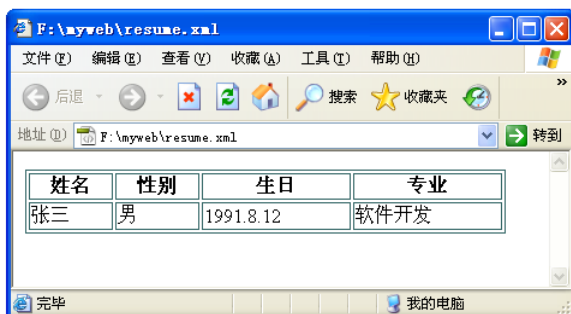 F:\myweb\resume.xml
文件(F) 编辑(E) 查看(V) 收藏(A) 工具(T) 帮助(H)
后退 搜索 收藏夹 »
地址(D) F:\myweb\resume.xml 转到
姓名 性别 生日 专业
张三 男 1991.8.12 软件开发
完毕 我的电脑